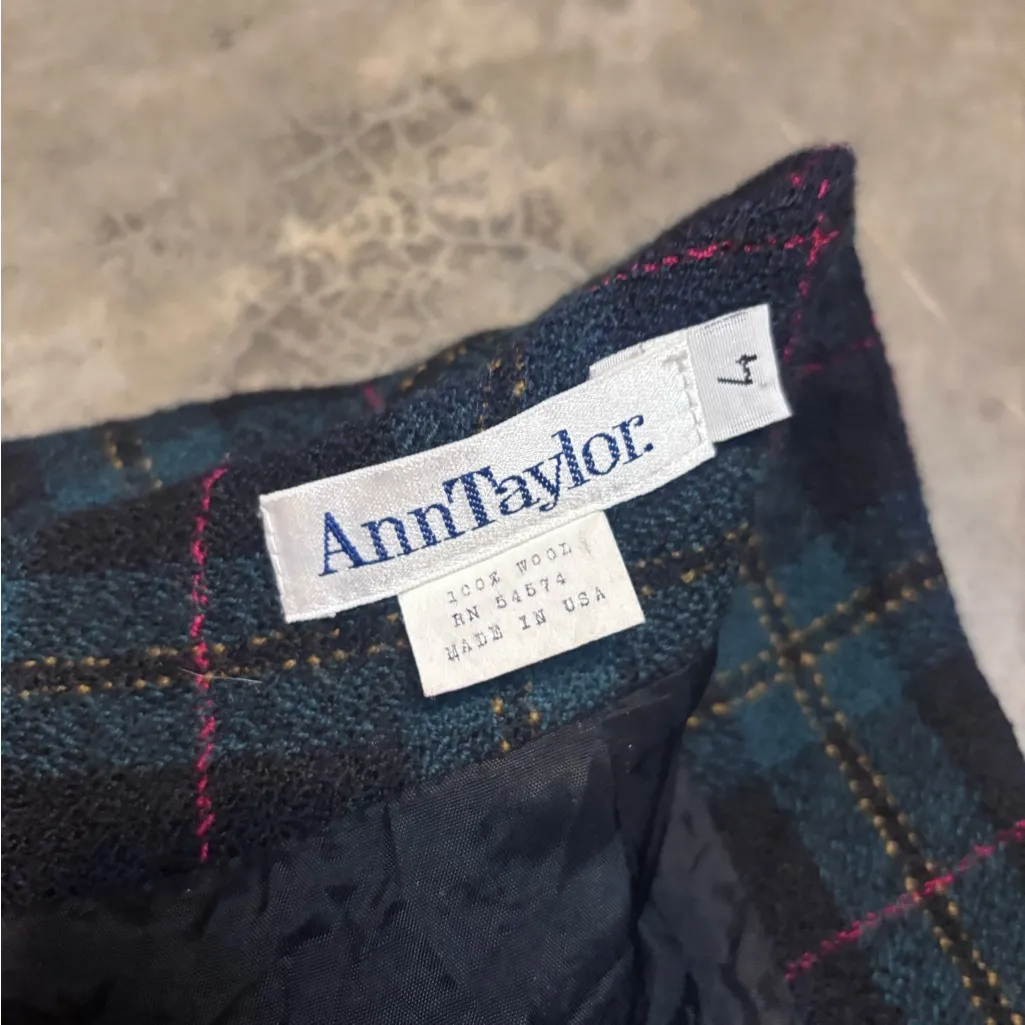 AnnTaylor.
4
100% WOOL
RN 54574
MADE IN USA